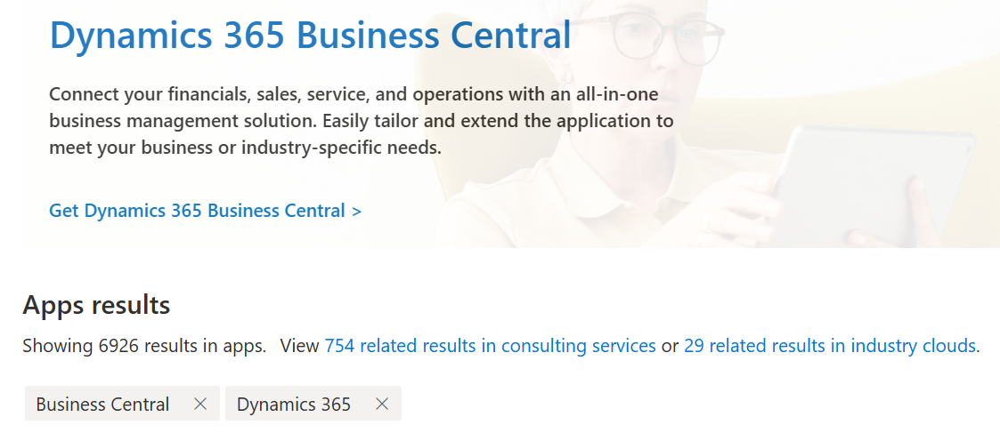 Dynamics 365 Business Central
Connect your financials, sales, service, and operations with an all-in-one
business management solution. Easily tailor and extend the application to
meet your business or industry-specific needs.
Get Dynamics 365 Business Central >
Apps results
Showing 6926 results in apps. View 754 related results in consulting services or 29 related results in industry clouds.
Business Central × Dynamics 365 ×